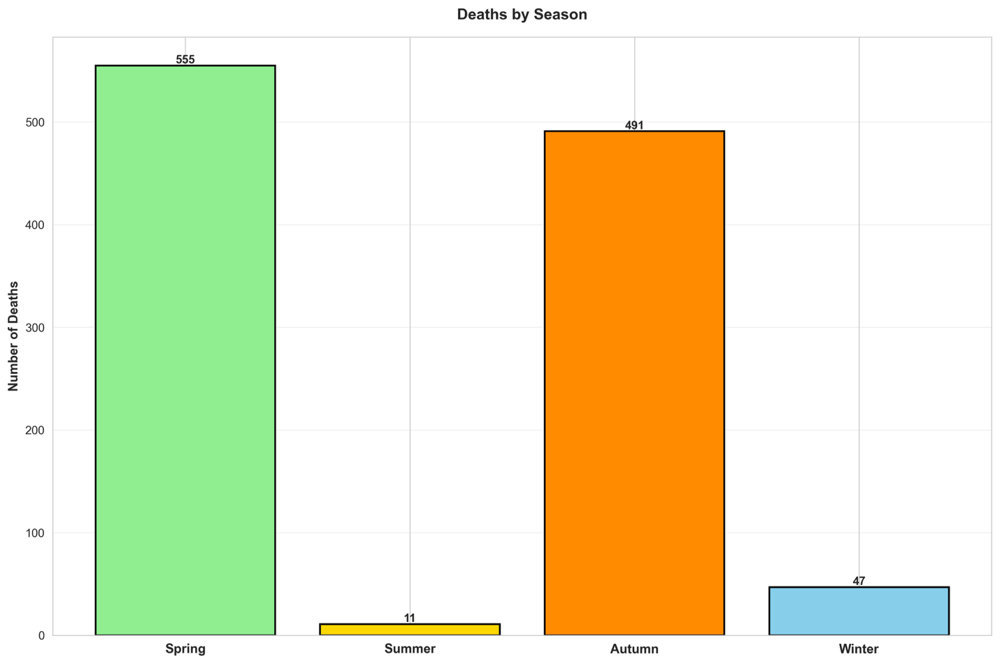 Deaths by Season
Number of Deaths
500
400
300
200
100
0
555
11
491
47
Spring
Summer
Autumn
Winter